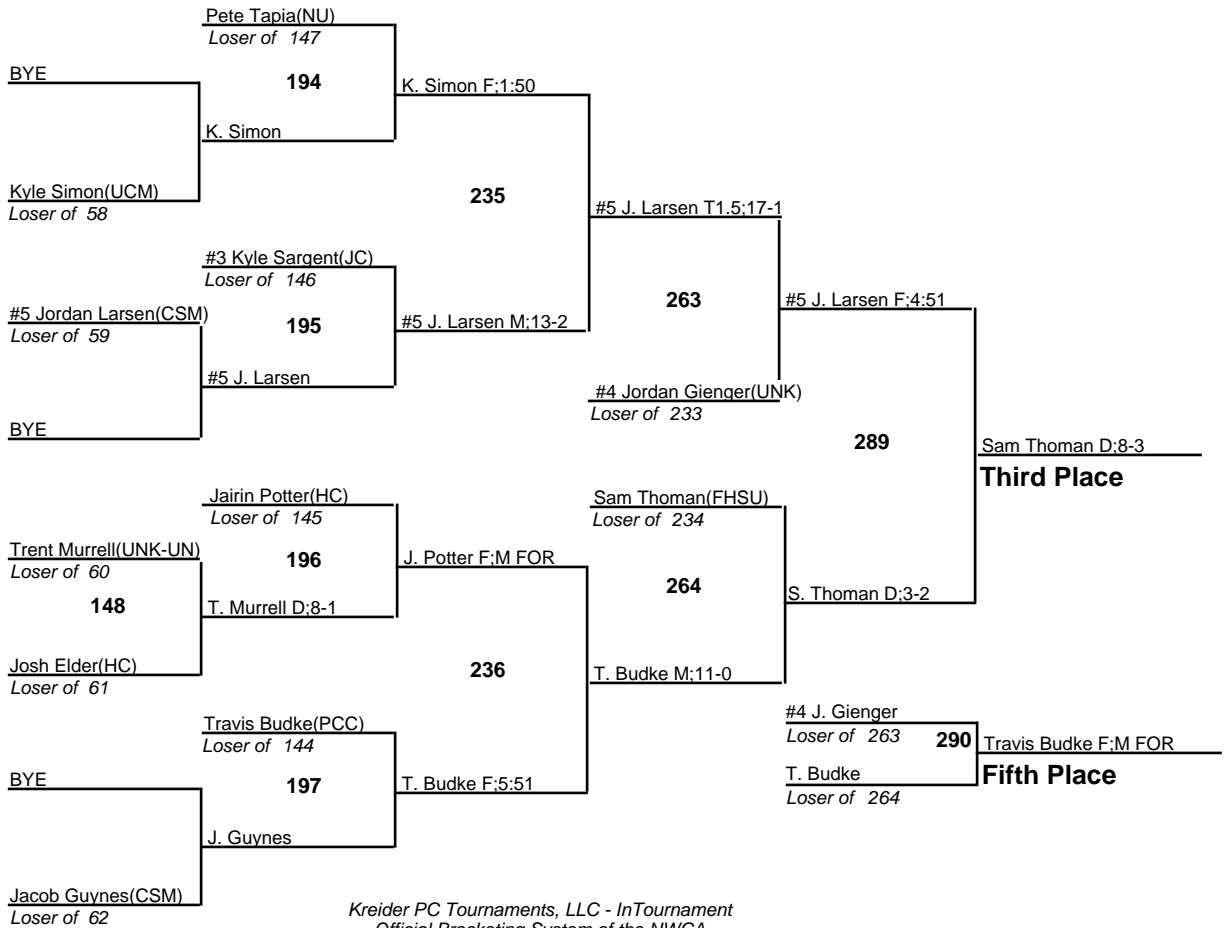 Pete Tapia(NU)
Loser of 147
BYE
194
K. Simon F;1:50
K. Simon
Kyle Simon(UCM)
Loser of 58
235
#5 J. Larsen T1.5;17-1
#3 Kyle Sargent(JC)
Loser of 146
#5 Jordan Larsen(CSM)
Loser of 59
195
#5 J. Larsen M;13-2
263
#5 J. Larsen F;4:51
#5 J. Larsen
#4 Jordan Gienger(UNK)
Loser of 233
BYE
289
Sam Thoman D;8-3
Third Place
Jairin Potter(HC)
Loser of 145
Sam Thoman(FHSU)
Loser of 234
Trent Murrell(UNK-UN)
Loser of 60
196
J. Potter F;M FOR
264
148
T. Murrell D;8-1
S. Thoman D;3-2
Josh Elder(HC)
Loser of 61
236
T. Budke M;11-0
Travis Budke(PCC)
Loser of 144
#4 J. Gienger
Loser of 263
290
Travis Budke F;M FOR
Fifth Place
BYE
197
T. Budke F;5:51
T. Budke
Loser of 264
J. Guynes
Jacob Guynes(CSM)
Loser of 62
Kreider PC Tournaments, LLC - InTournament
Official Bracketing System of the NWCA